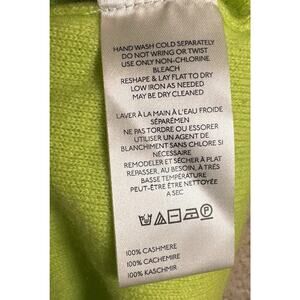 HAND WASH COLD SEPARATELY
DO NOT WRING OR TWIST
USE ONLY NON-CHLORINE
BLEACH
RESHAPE & LAY FLAT TO DRY
LOW IRON AS NEEDED
MAY BE DRY CLEANED
LAVER À LA MAIN À L'EAU FROIDE
SÉPARÉMEN
NE PAS TORDRE OU ESSORER
UTILISER UN AGENT DE
BLANCHIMENT SANS CHLORE SI
NÉCESSAIRE
REMODELER ET SÉCHER À PLAT
REPASSER, AU BESOIN, À TRÈS
BASSE TEMPÉRATURE
PEUT-ÊTRE ÊTRE NETTOYÉE
A SEC
100% CASHMERE
100% CACHEMIRE
100% KASCHMIR